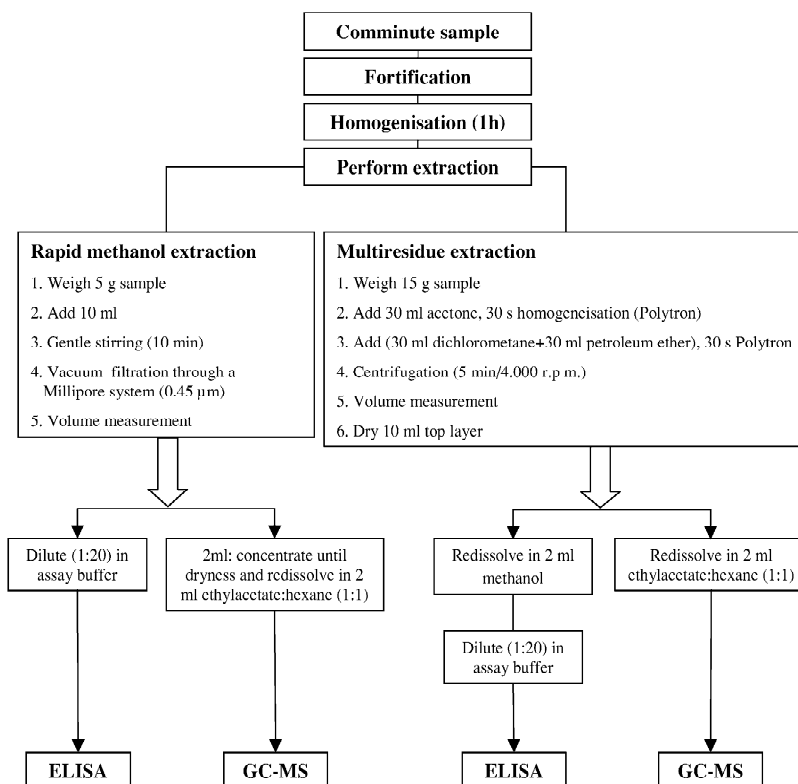 Comminute sample
Fortification
Homogenisation (1h)
Perform extraction
Rapid methanol extraction
1. Weigh 5 g sample
2. Add 10 ml
3. Gentle stirring (10 min)
4. Vacuum filtration through a
Millipore system (0.45 µm)
5. Volume measurement
Multiresidue extraction
1. Weigh 15 g sample
2. Add 30 ml acetone, 30 s homogeneisation (Polytron)
3. Add (30 ml dichlorometane+30 ml petroleum ether), 30 s Polytron
4. Centrifugation (5 min/4.000 r.p m.)
5. Volume measurement
6. Dry 10 ml top layer
Dilute (1:20) in
assay buffer
2ml: concentrate until
dryness and redissolve in 2
ml ethylacetate:hexane (1:1)
Redissolve in 2 ml
methanol
Redissolve in 2 ml
ethylacetate:hexane (1:1)
Dilute (1:20) in
assay buffer
ELISA
GC-MS
ELISA
GC-MS